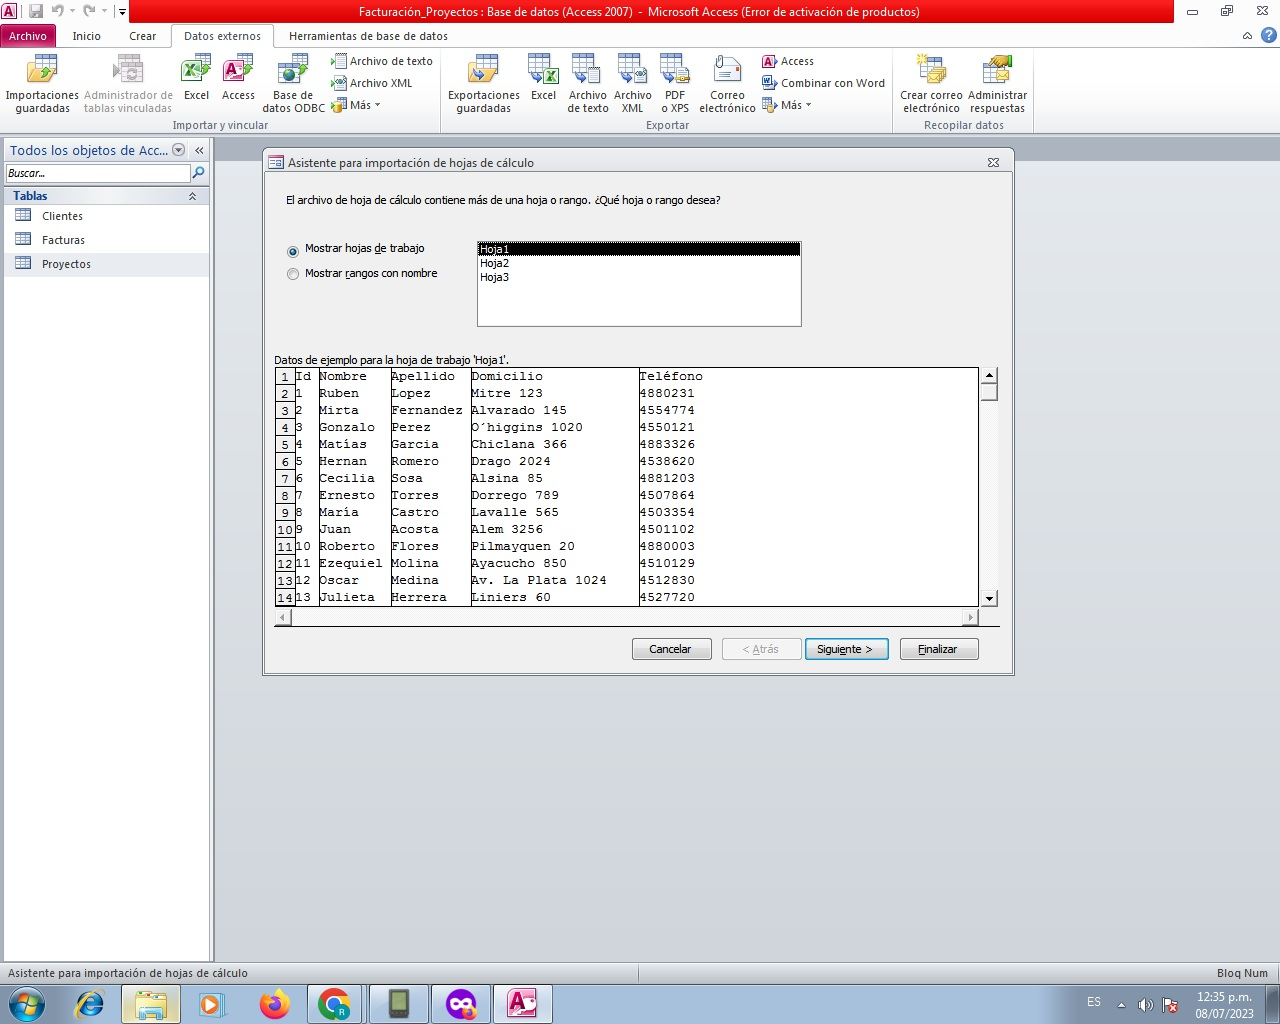 Facturación_Proyectos : Base de datos (Access 2007) - Microsoft Access (Error de activación de productos)
Archivo Inicio Crear Datos externos Herramientas de base de datos
Importaciones guardadas
Administrador de tablas vinculadas
Excel
Access
Base de datos ODBC
Archivo de texto
Archivo XML
Más
Importar y vincular
Exportaciones guardadas
Excel
Archivo de texto
Archivo XML
PDF o XPS
Correo electrónico
Access
Combinar con Word
Más
Exportar
Crear correo electrónico
Administrar respuestas
Recopilar datos
Todos los objetos de Acc... «
Buscar...
Tablas
Clientes
Facturas
Proyectos
Asistente para importación de hojas de cálculo
El archivo de hoja de cálculo contiene más de una hoja o rango. ¿Qué hoja o rango desea?
Mostrar hojas de trabajo
Mostrar rangos con nombre
Hoja1
Hoja2
Hoja3
Datos de ejemplo para la hoja de trabajo 'Hoja1'.
1 Id Nombre Apellido Domicilio Teléfono
2 1 Ruben Lopez Mitre 123 4880231
3 2 Mirta Fernandez Alvarado 145 4554774
4 3 Gonzalo Perez O´higgins 1020 4550121
5 4 Matías Garcia Chiclana 366 4883326
6 5 Hernan Romero Drago 2024 4538620
7 6 Cecilia Sosa Alsina 85 4881203
8 7 Ernesto Torres Dorrego 789 4507864
9 8 María Castro Lavalle 565 4503354
10 9 Juan Acosta Alem 3256 4501102
11 10 Roberto Flores Pilmayquen 20 4880003
12 11 Ezequiel Molina Ayacucho 850 4510129
13 12 Oscar Medina Av. La Plata 1024 4512830
14 13 Julieta Herrera Liniers 60 4527720
Cancelar < Atrás Siguiente > Finalizar
Asistente para importación de hojas de cálculo Bloq Num
ES 12:35 p.m.
08/07/2023